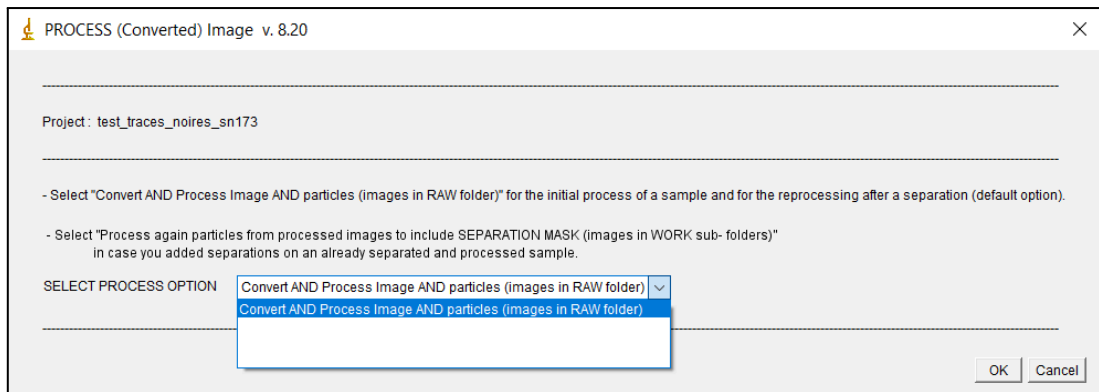 PROCESS (Converted) Image v. 8.20
Project : test_traces_noires_sn173
- Select "Convert AND Process Image AND particles (images in RAW folder)" for the initial process of a sample and for the reprocessing after a separation (default option).
- Select "Process again particles from processed images to include SEPARATION MASK (images in WORK sub- folders)"
in case you added separations on an already separated and processed sample.
SELECT PROCESS OPTION Convert AND Process Image AND particles (images in RAW folder)
Convert AND Process Image AND particles (images in RAW folder)
OK Cancel